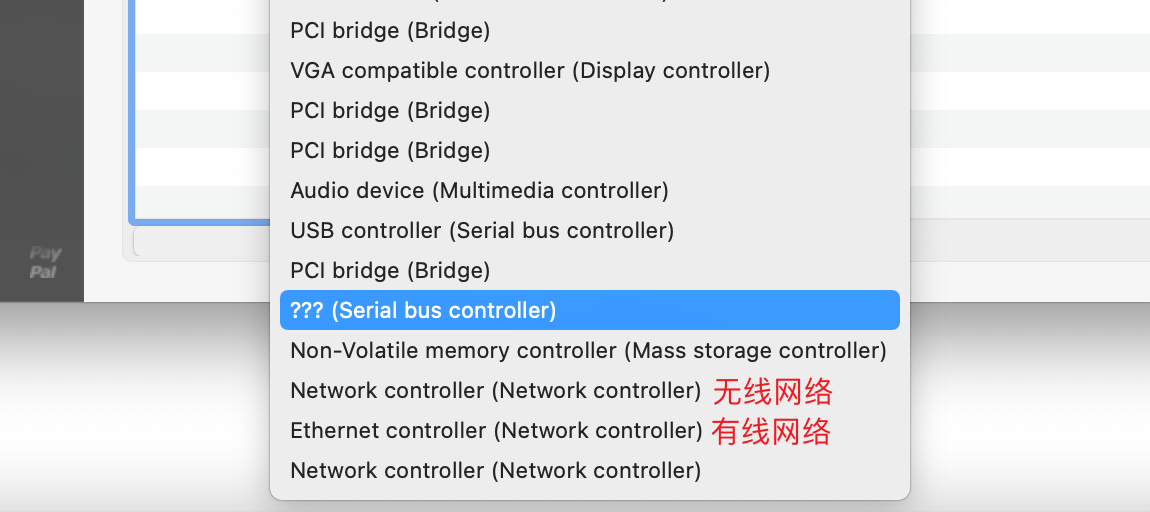 PCI bridge (Bridge)
VGA compatible controller (Display controller)
PCI bridge (Bridge)
PCI bridge (Bridge)
Audio device (Multimedia controller)
USB controller (Serial bus controller)
PCI bridge (Bridge)
??? (Serial bus controller)
Non-Volatile memory controller (Mass storage controller)
Network controller (Network controller) 无线网络
Ethernet controller (Network controller) 有线网络
Network controller (Network controller)
Pay
Pal